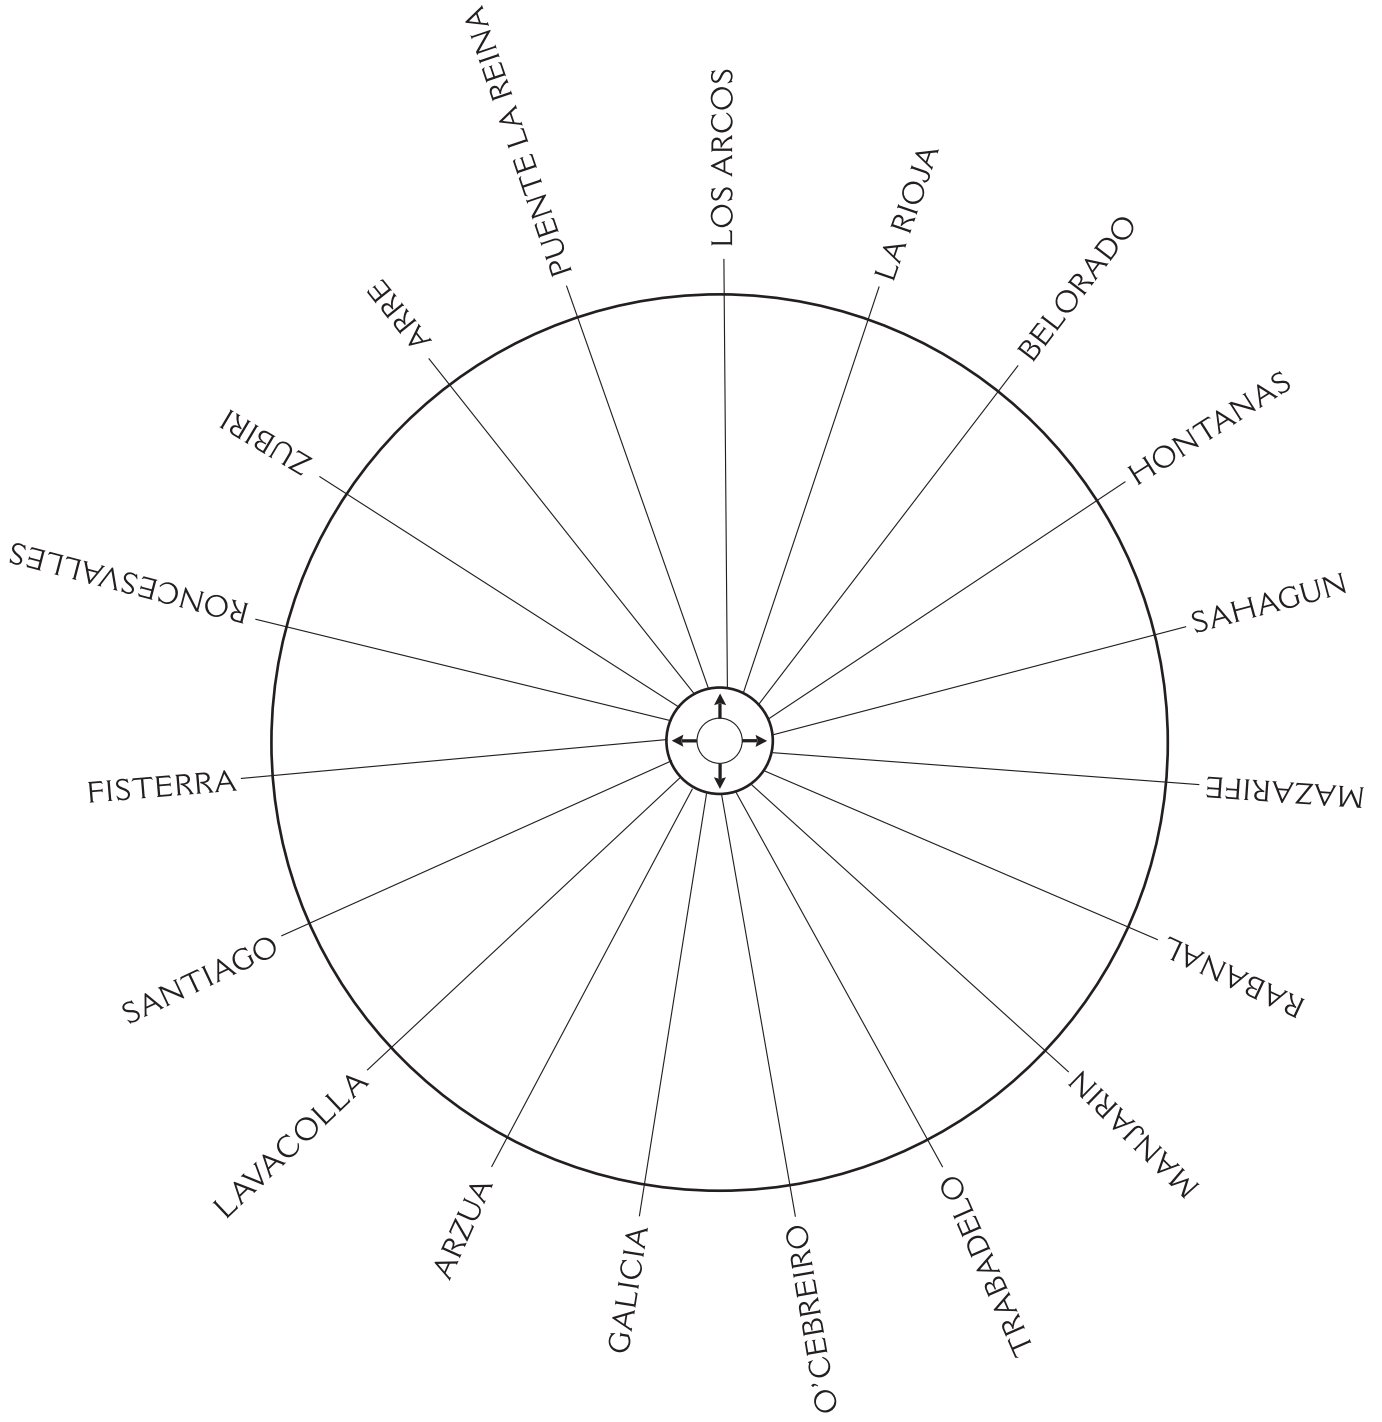 LOS ARCOS
LA RIOJA
BELORADO
HONTANAS
SAHAGUN
MAZARIFE
RABANAL
MANJARIN
TRABADELO
O'CEBREIRO
GALICIA
ARZUA
LAVACOLLA
SANTIAGO
FISTERRA
RONCESVALLES
ZUBIRI
ARRE
PUENTE LA REINA